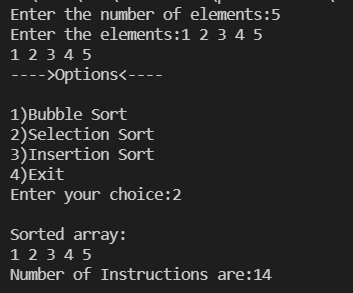 Enter the number of elements:5
Enter the elements:1 2 3 4 5
1 2 3 4 5
---->Options<----
1)Bubble Sort
2)Selection Sort
3)Insertion Sort
4)Exit
Enter your choice:2
Sorted array:
1 2 3 4 5
Number of Instructions are:14